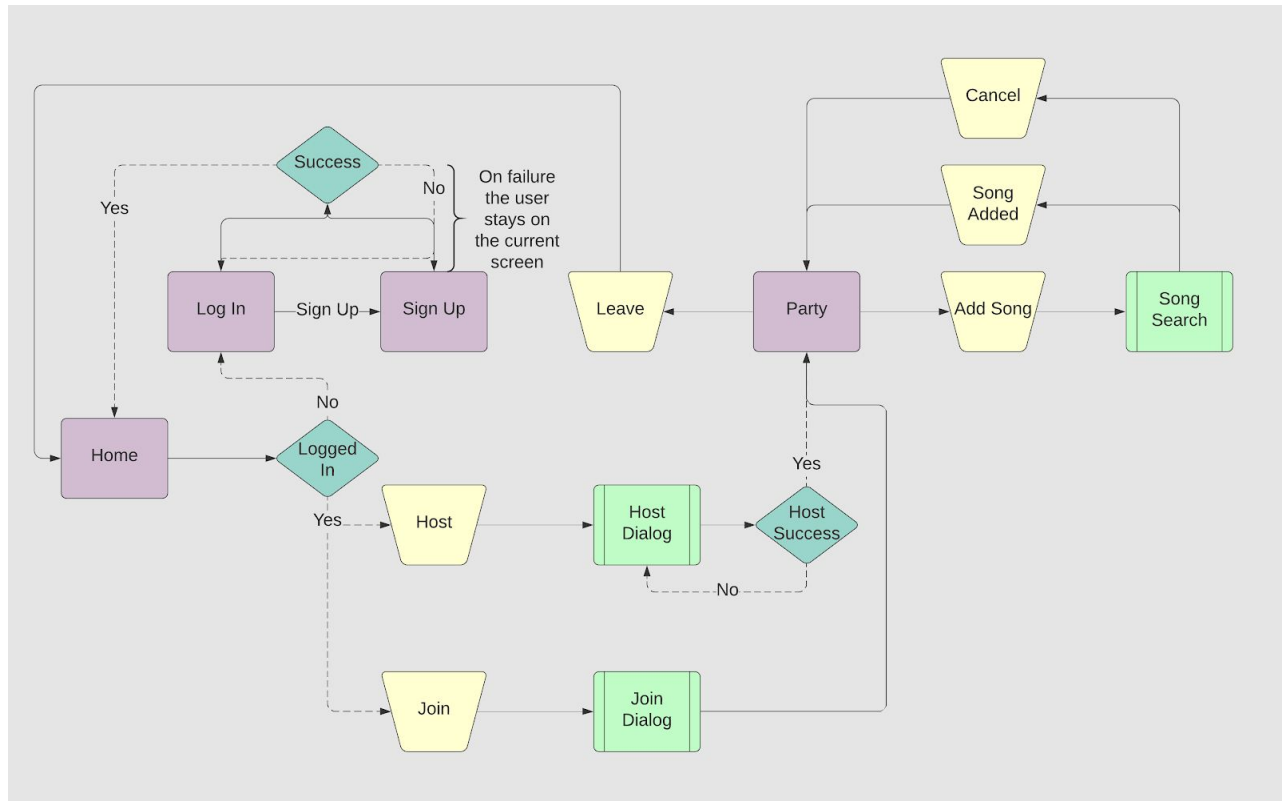 Cancel
Success
No
On failure
the user
stays on
the current
screen
Yes
Song
Added
Log In
Sign Up
Sign Up
Leave
Party
Add Song
Song
Search
No
Home
Logged
In
Yes
Yes
Host
Host
Dialog
Host
Success
No
Join
Join
Dialog